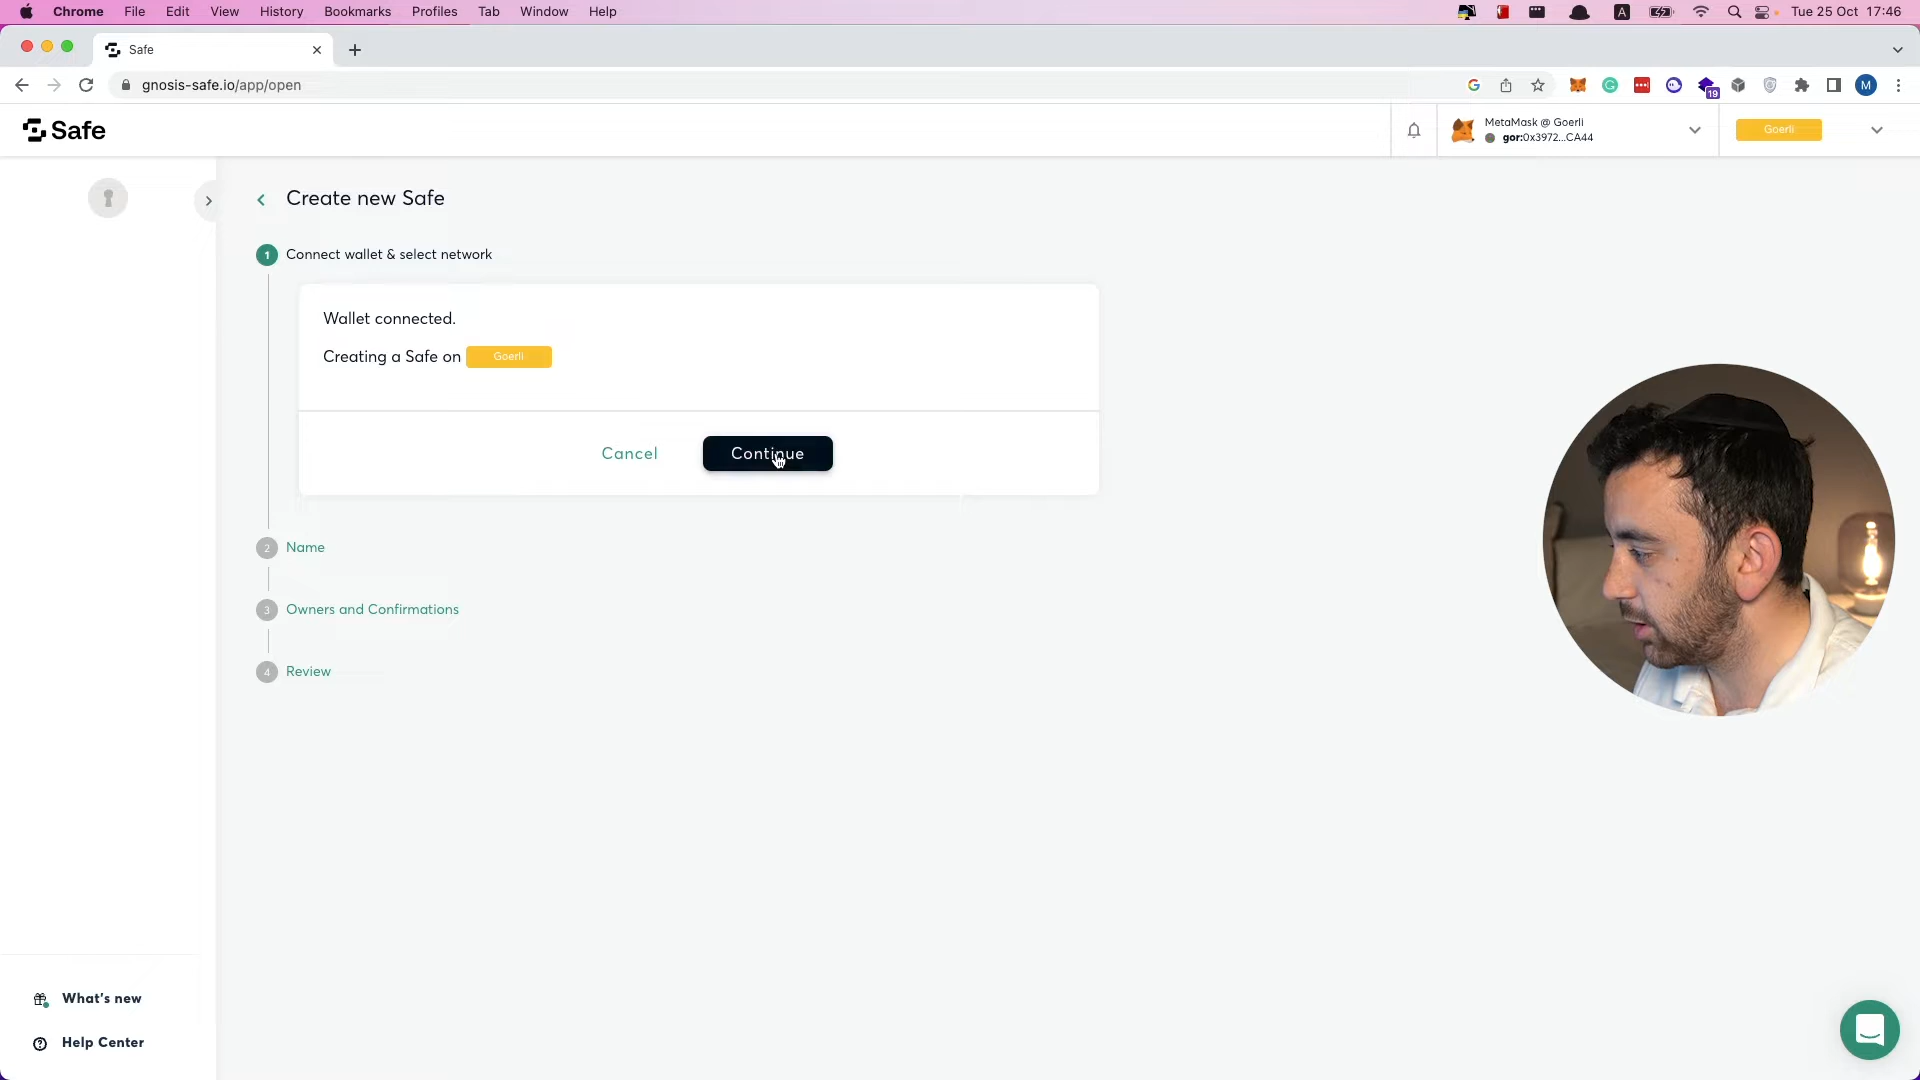 Chrome File Edit View History Bookmarks Profiles Tab Window Help
A
Tue 25 Oct 17:46
Safe
gnosis-safe.io/app/open
G
19
M
Safe
MetaMask @ Goerli
gor:0x3972...CA44
Goerli
Create new Safe
1 Connect wallet & select network
Wallet connected.
Creating a Safe on Goerli
Cancel
Continue
2 Name
3 Owners and Confirmations
4 Review
What's new
Help Center